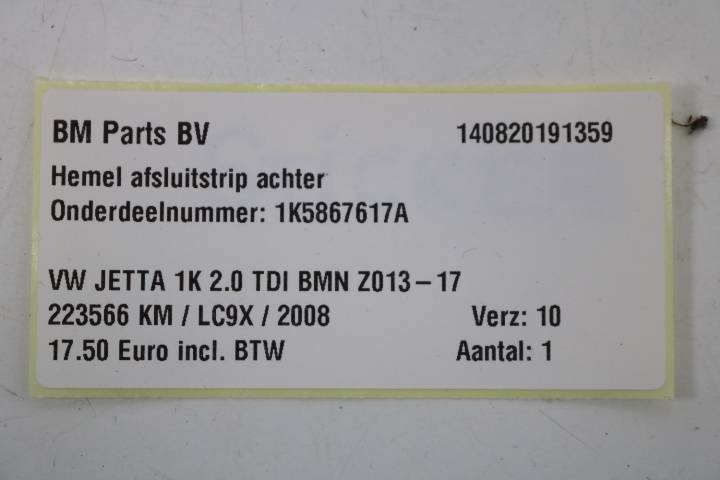 BM Parts BV 140820191359
Hemel afsluitstrip achter
Onderdeelnummer: 1K5867617A
VW JETTA 1K 2.0 TDI BMN Z013-17
223566 KM / LC9X / 2008 Verz: 10
17.50 Euro incl. BTW Aantal: 1